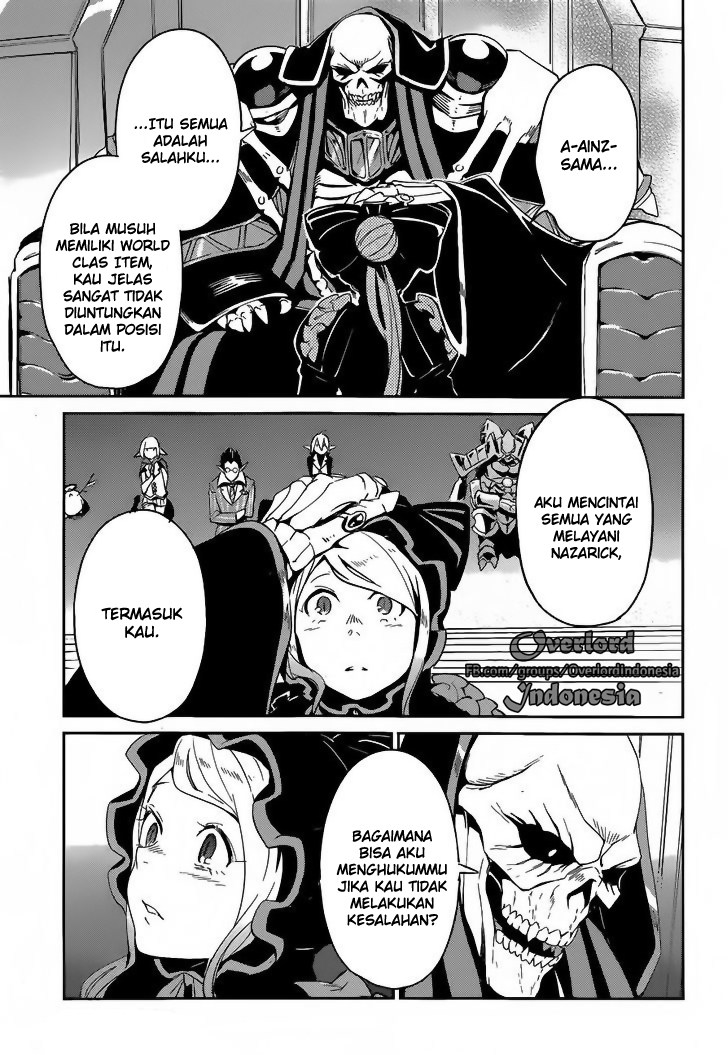 A-AINZ-
SAMA...
...ITU SEMUA
ADALAH
SALAHKU...
BILA MUSUH
MEMILIKI WORLD
CLAS ITEM,
KAU JELAS
SANGAT TIDAK
DIUNTUNGKAN
DALAM POSISI
ITU.
AKU MENCINTAI
SEMUA YANG
MELAYANI
NAZARICK,
TERMASUK
KAU.
Overlord
FB.com/groups/OverlordIndonesia
Indonesia
BAGAIMANA
BISA AKU
MENGHUKUMMU
JIKA KAU TIDAK
MELAKUKAN
KESALAHAN?